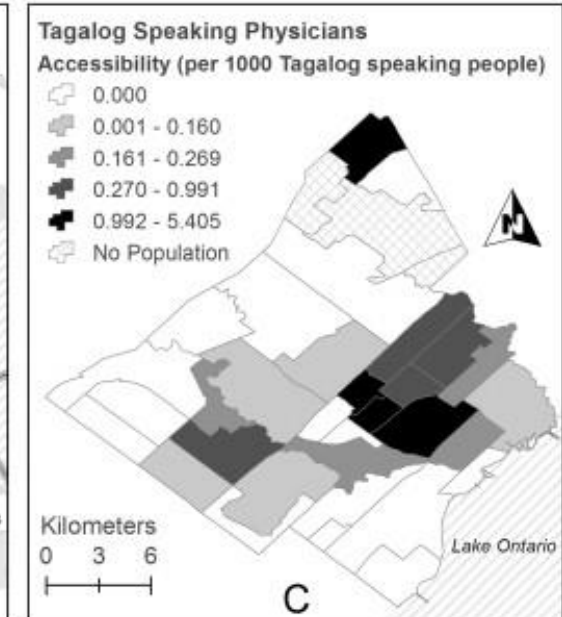 Tagalog Speaking Physicians
Accessibility (per 1000 Tagalog speaking people)
0.000
0.001 - 0.160
0.161 - 0.269
0.270 - 0.991
0.992 - 5.405
No Population
N
Kilometers
0 3 6
Lake Ontario
C